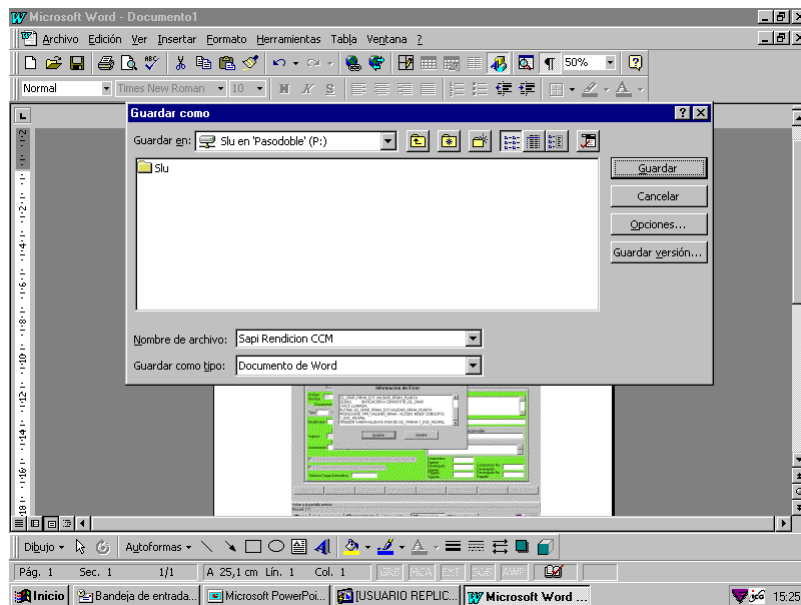 Microsoft Word - Documento1
Archivo Edición Ver Insertar Formato Herramientas Tabla Ventana ?
50%
Normal Times New Roman 10 N K S
Guardar como
Guardar en: Slu en 'Pasodoble' (P:)
Slu
Guardar
Cancelar
Opciones...
Guardar versión...
Nombre de archivo: Sapi Rendicion CCM
Guardar como tipo: Documento de Word
Información de Error
Dibujo Autoformas
Pág. 1 Sec. 1 1/1 A 25,1 cm Lín. 1 Col. 1 GRB MCA EXT SOB AWP
Inicio Bandeja de entrada... Microsoft PowerPoi... [USUARIO REPLIC... Microsoft Word ... 15:25